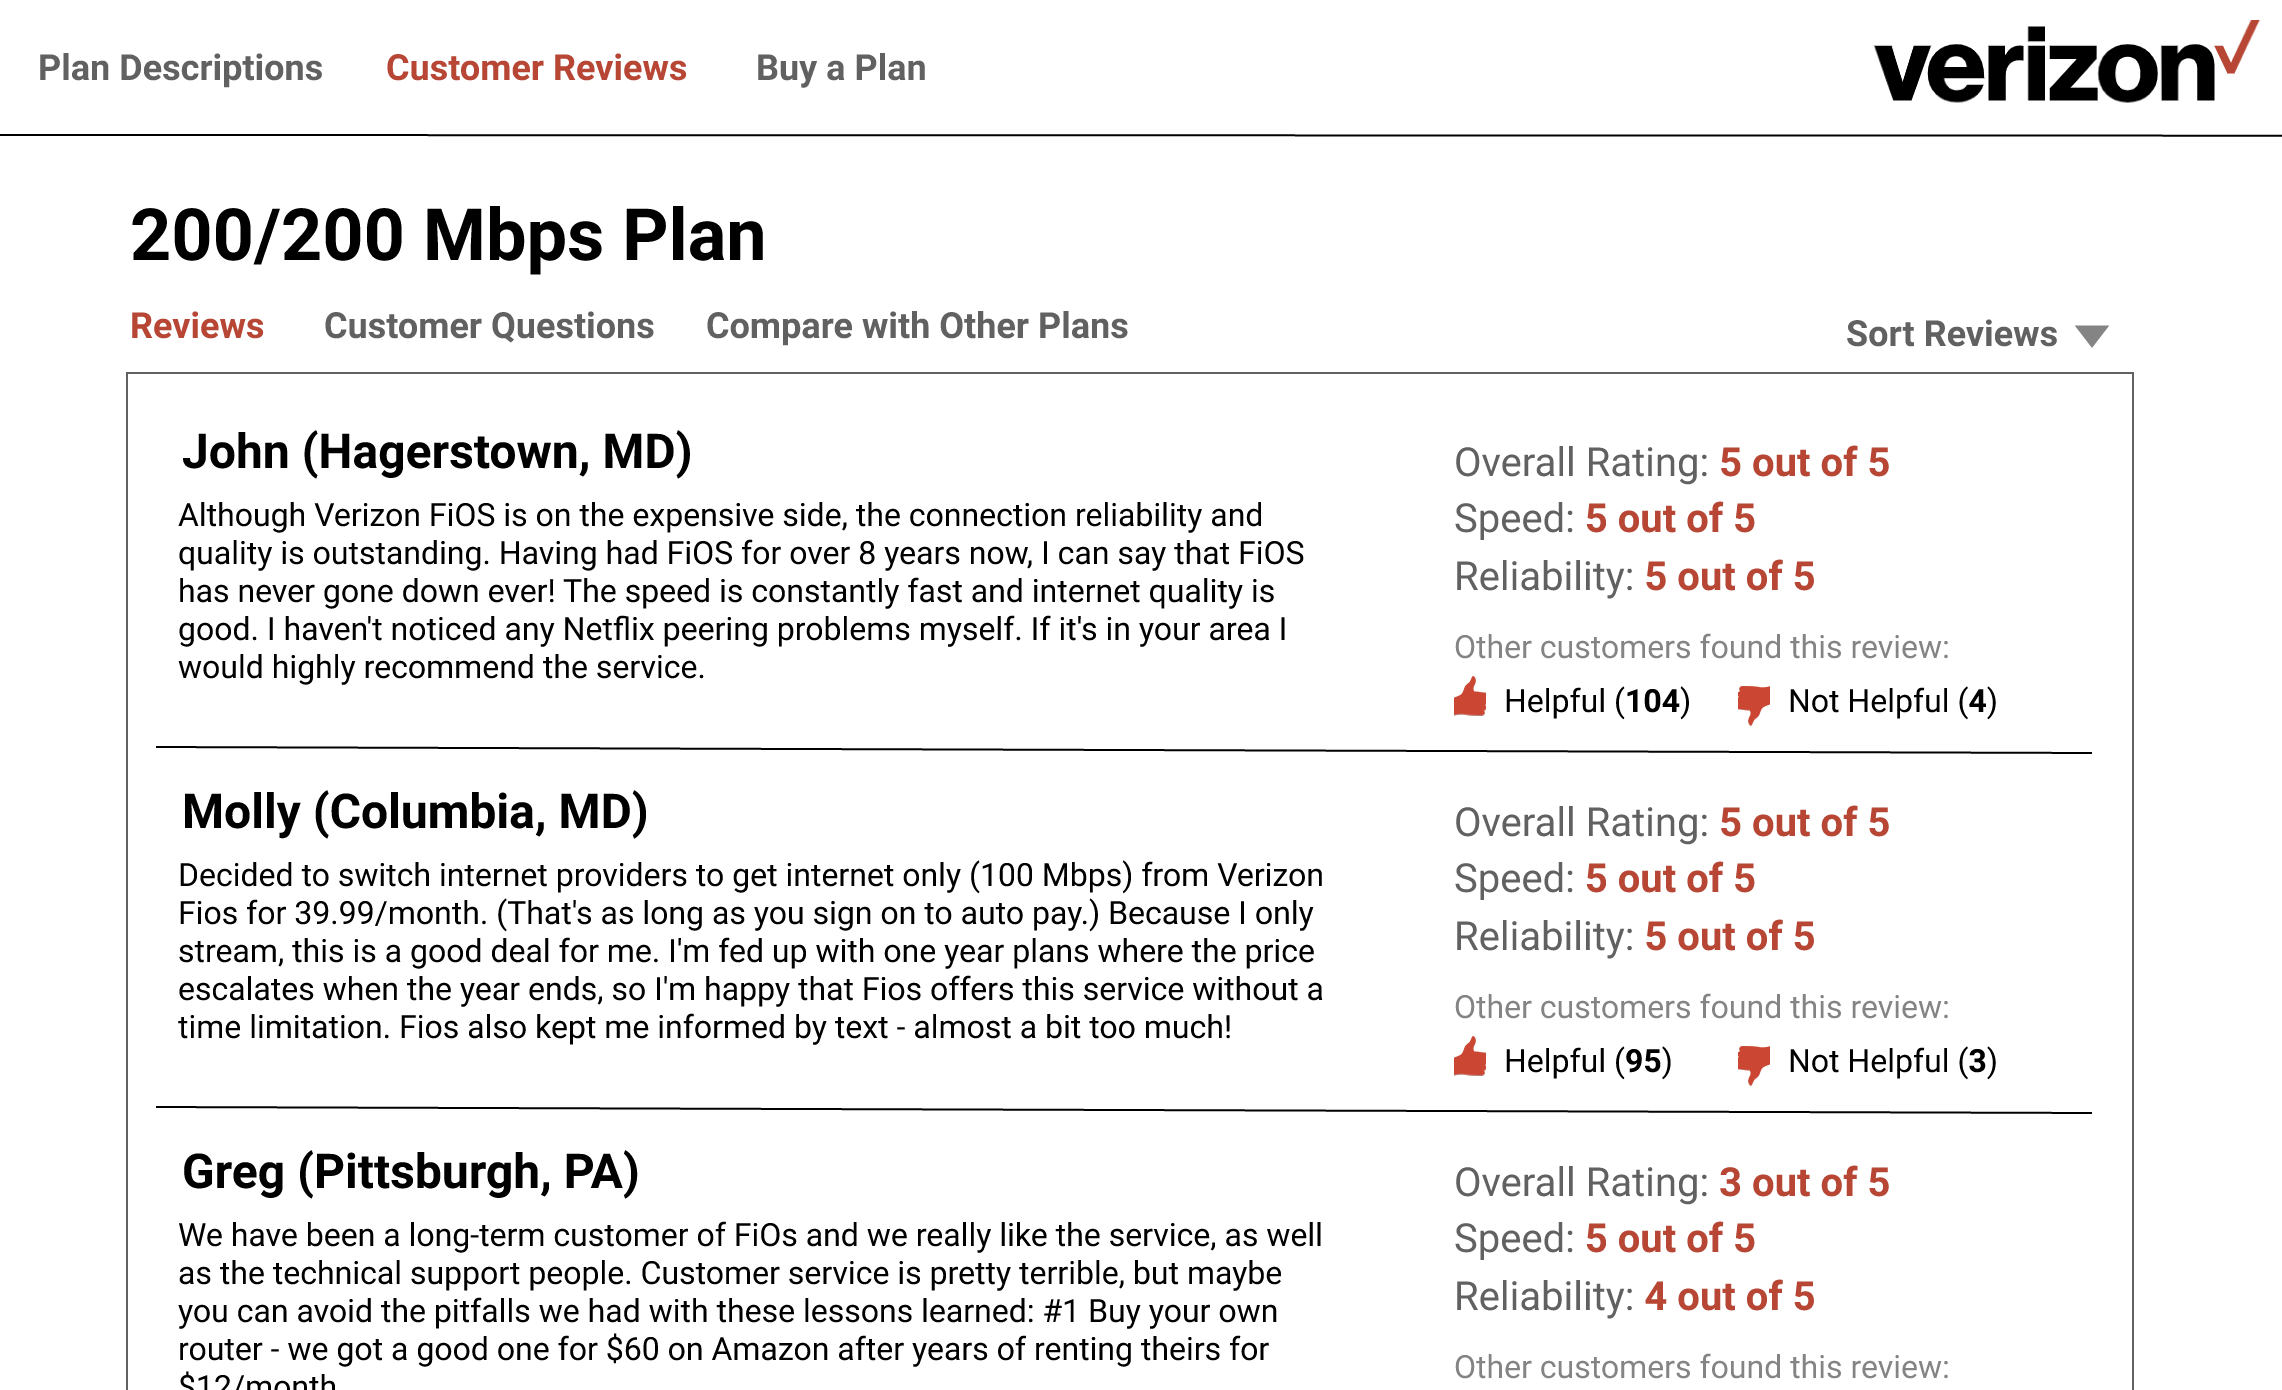 Plan Descriptions Customer Reviews Buy a Plan verizon
200/200 Mbps Plan
Reviews Customer Questions Compare with Other Plans Sort Reviews
John (Hagerstown, MD)
Although Verizon FiOS is on the expensive side, the connection reliability and
quality is outstanding. Having had FiOS for over 8 years now, I can say that FiOS
has never gone down ever! The speed is constantly fast and internet quality is
good. I haven't noticed any Netflix peering problems myself. If it's in your area I
would highly recommend the service.
Overall Rating: 5 out of 5
Speed: 5 out of 5
Reliability: 5 out of 5
Other customers found this review:
Helpful (104) Not Helpful (4)
Molly (Columbia, MD)
Decided to switch internet providers to get internet only (100 Mbps) from Verizon
Fios for 39.99/month. (That's as long as you sign on to auto pay.) Because I only
stream, this is a good deal for me. I'm fed up with one year plans where the price
escalates when the year ends, so I'm happy that Fios offers this service without a
time limitation. Fios also kept me informed by text - almost a bit too much!
Overall Rating: 5 out of 5
Speed: 5 out of 5
Reliability: 5 out of 5
Other customers found this review:
Helpful (95) Not Helpful (3)
Greg (Pittsburgh, PA)
We have been a long-term customer of FiOs and we really like the service, as well
as the technical support people. Customer service is pretty terrible, but maybe
you can avoid the pitfalls we had with these lessons learned: #1 Buy your own
router - we got a good one for $60 on Amazon after years of renting theirs for
$12/month
Overall Rating: 3 out of 5
Speed: 5 out of 5
Reliability: 4 out of 5
Other customers found this review: